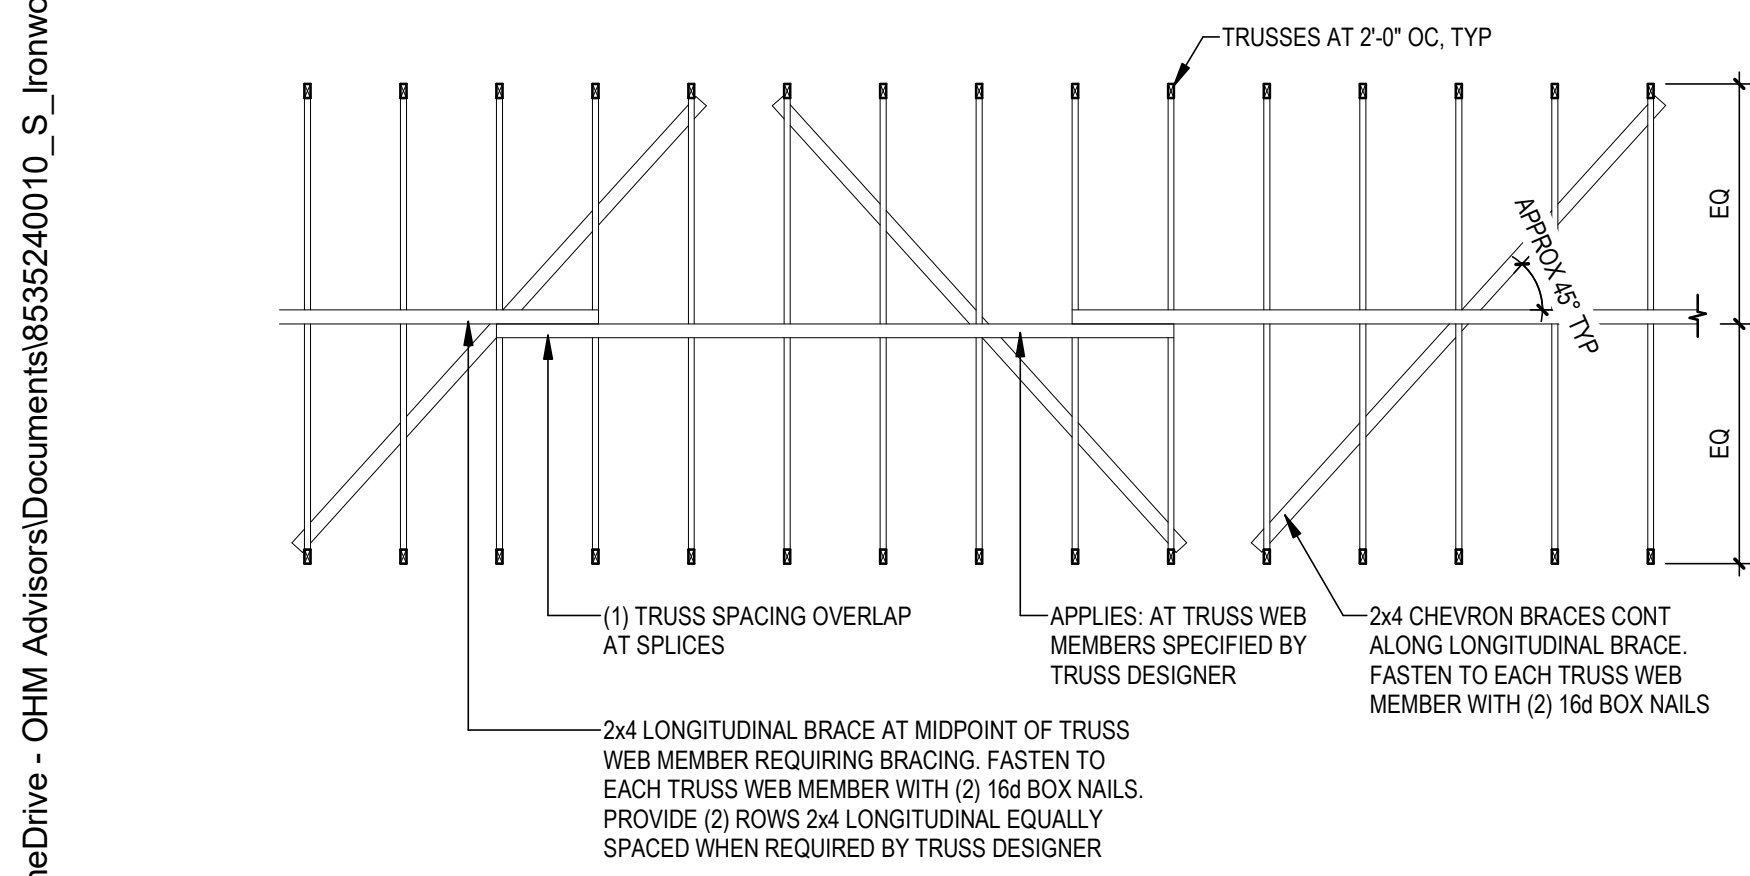 neDrive - OHM Advisors\Documents\8535240010_S_Ironwo
TRUSSES AT 2'-0" OC, TYP
EQ
APPROX 45° TYP
EQ
(1) TRUSS SPACING OVERLAP
AT SPLICES
APPLIES: AT TRUSS WEB
MEMBERS SPECIFIED BY
TRUSS DESIGNER
2x4 CHEVRON BRACES CONT
ALONG LONGITUDINAL BRACE.
FASTEN TO EACH TRUSS WEB
MEMBER WITH (2) 16d BOX NAILS
2x4 LONGITUDINAL BRACE AT MIDPOINT OF TRUSS
WEB MEMBER REQUIRING BRACING. FASTEN TO
EACH TRUSS WEB MEMBER WITH (2) 16d BOX NAILS.
PROVIDE (2) ROWS 2x4 LONGITUDINAL EQUALLY
SPACED WHEN REQUIRED BY TRUSS DESIGNER